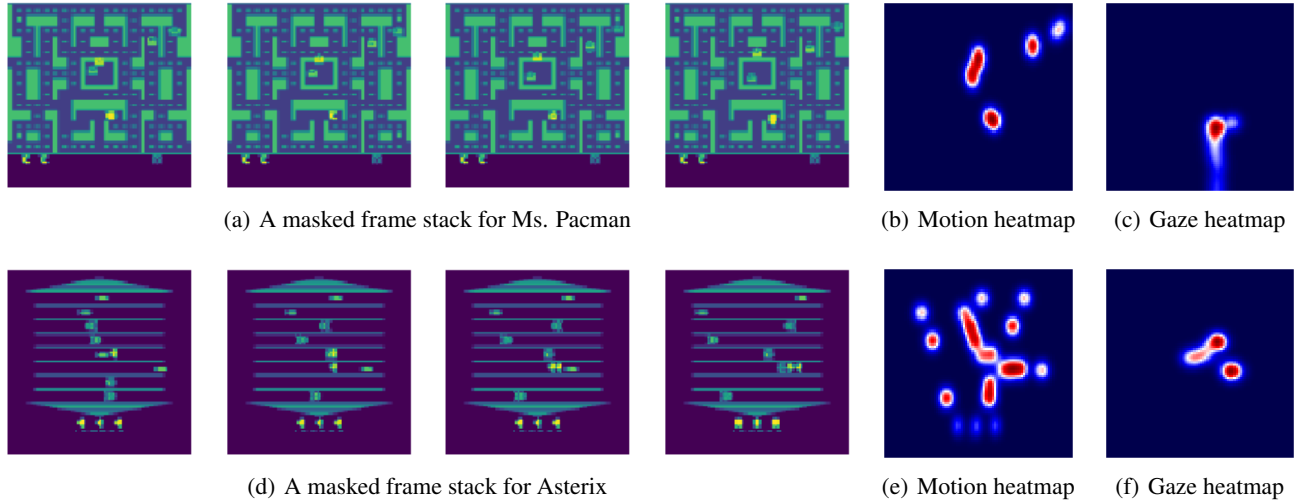 (a) A masked frame stack for Ms. Pacman
(b) Motion heatmap
(c) Gaze heatmap
(d) A masked frame stack for Asterix
(e) Motion heatmap
(f) Gaze heatmap